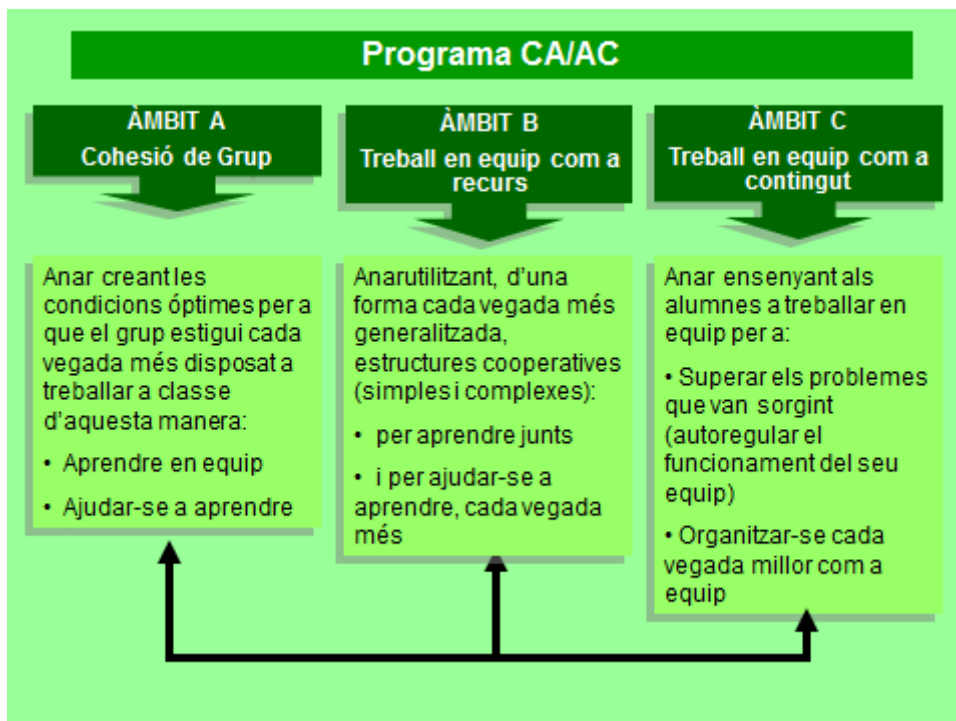 Programa CA/AC
ÀMBIT A
Cohesió de Grup
ÀMBIT B
Treball en equip com a
recurs
ÀMBIT C
Treball en equip com a
contingut
Anar creant les
condicions óptimes per a
que el grup estigui cada
vegada més disposat a
treballar a classe
d'aquesta manera:
• Aprendre en equip
• Ajudar-se a aprendre
Anarutilitzant, d'una
forma cada vegada més
generalitzada,
estructures cooperatives
(simples i complexes):
• per aprendre junts
• i per ajudar-se a
aprendre, cada vegada
més
Anar ensenyant als
alumnes a treballar en
equip per a:
• Superar els problemes
que van sorgint
(autoregular el
funcionament del seu
equip)
• Organitzar-se cada
vegada millor com a
equip